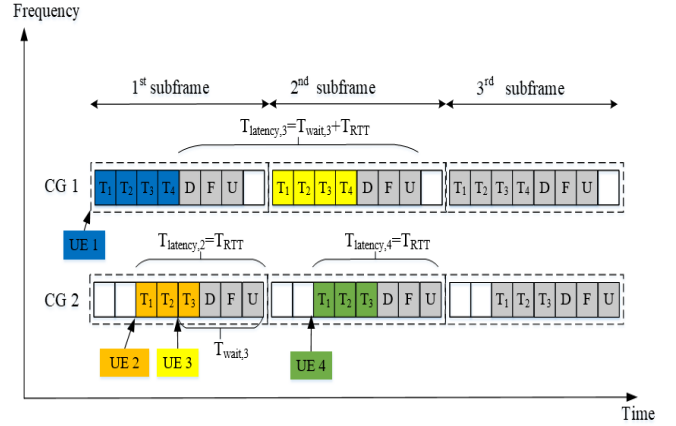 Frequency
1st subframe 2nd subframe 3rd subframe
Tlatency,3=Twait,3+TRTT
CG 1 T1 T2 T3 T4 D F U T1 T2 T3 T4 D F U T1 T2 T3 T4 D F U
UE 1
Tlatency,2=TRTT Tlatency,4=TRTT
CG 2 T1 T2 T3 D F U T1 T2 T3 D F U T1 T2 T3 D F U
Twait,3
UE 2 UE 3 UE 4
Time